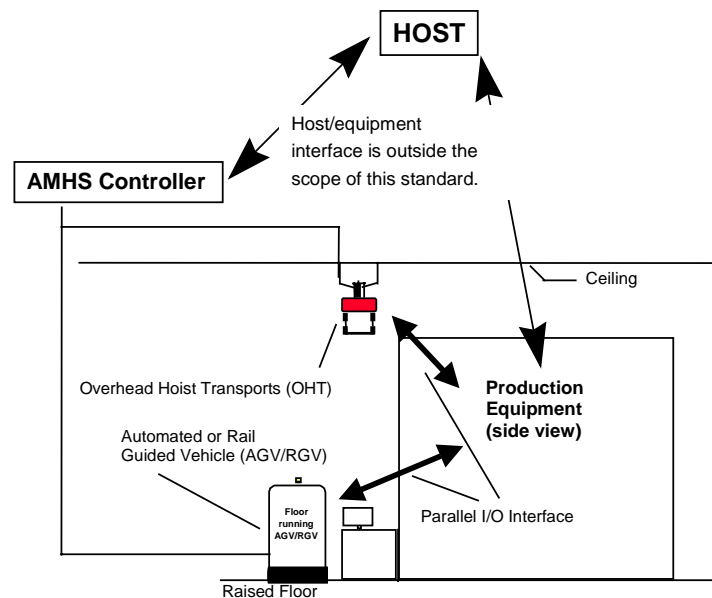 HOST
Host/equipment
interface is outside the
scope of this standard.
AMHS Controller
Ceiling
Overhead Hoist Transports (OHT)
Production
Equipment
(side view)
Automated or Rail
Guided Vehicle (AGV/RGV)
Floor
running
AGV/RGV
Parallel I/O Interface
Raised Floor